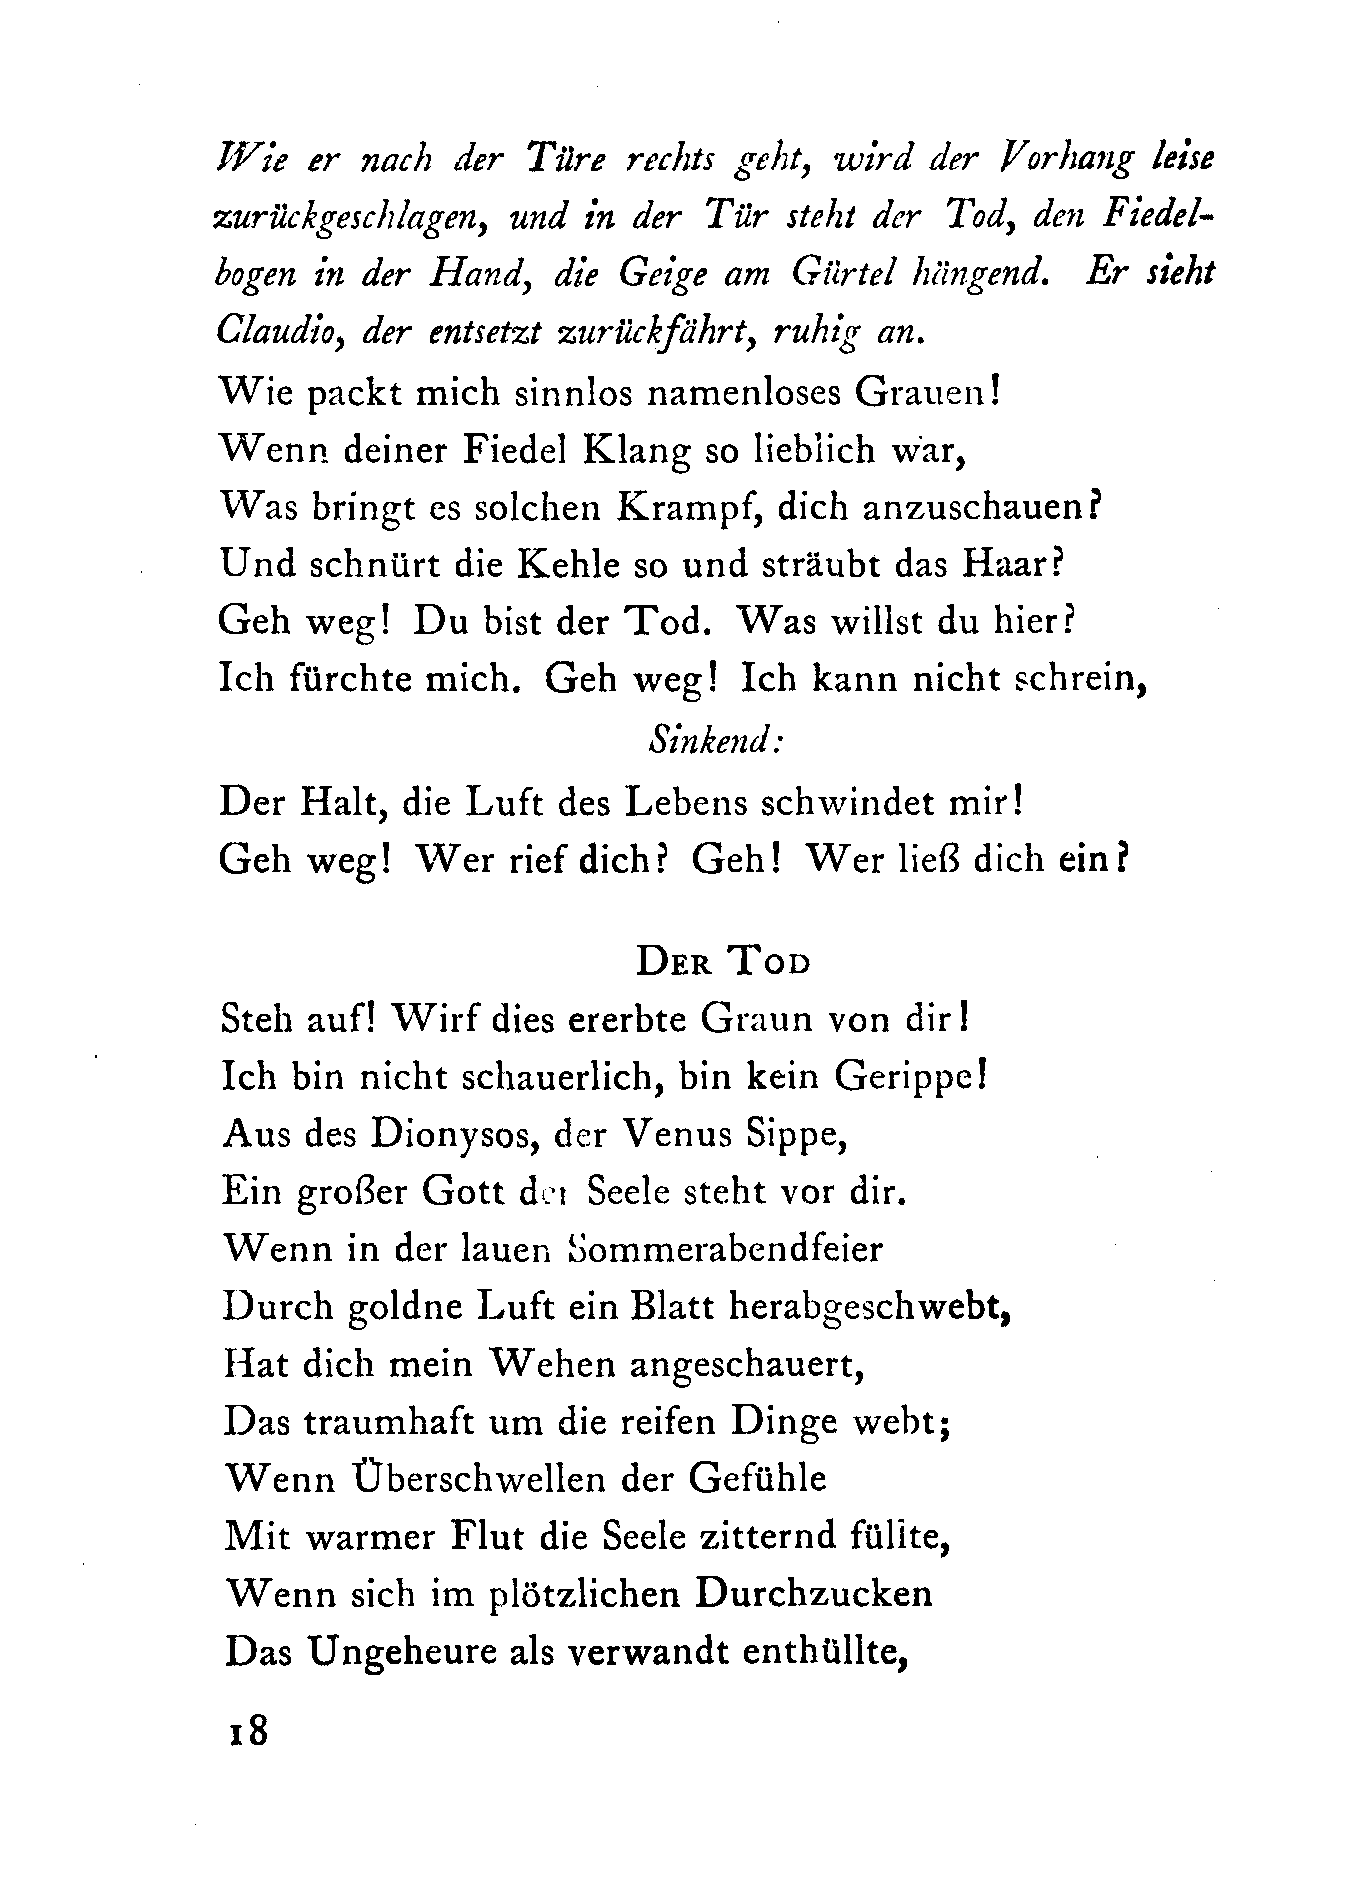 Wie er nach der Türe rechts geht, wird der Vorhang leise
zurückgeschlagen, und in der Tür steht der Tod, den Fiedel-
bogen in der Hand, die Geige am Gürtel hängend. Er sieht
Claudio, der entsetzt zurückfährt, ruhig an.
Wie packt mich sinnlos namenloses Grauen!
Wenn deiner Fiedel Klang so lieblich war,
Was bringt es solchen Krampf, dich anzuschauen?
Und schnürt die Kehle so und sträubt das Haar?
Geh weg! Du bist der Tod. Was willst du hier?
Ich fürchte mich. Geh weg! Ich kann nicht schrein,
Sinkend:
Der Halt, die Luft des Lebens schwindet mir!
Geh weg! Wer rief dich? Geh! Wer ließ dich ein?
DER TOD
Steh auf! Wirf dies ererbte Graun von dir!
Ich bin nicht schauerlich, bin kein Gerippe!
Aus des Dionysos, der Venus Sippe,
Ein großer Gott der Seele steht vor dir.
Wenn in der lauen Sommerabendfeier
Durch goldne Luft ein Blatt herabgeschwebt,
Hat dich mein Wehen angeschauert,
Das traumhaft um die reifen Dinge webt;
Wenn Überschwellen der Gefühle
Mit warmer Flut die Seele zitternd füllte,
Wenn sich im plötzlichen Durchzucken
Das Ungeheure als verwandt enthüllte,
18